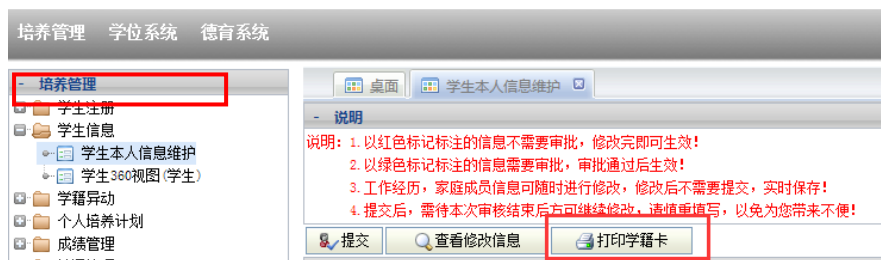 培养管理 学位系统 德育系统
- 培养管理
学生注册
学生信息
学生本人信息维护
学生360视图(学生)
学籍异动
个人培养计划
成绩管理
桌面 学生本人信息维护
- 说明
说明: 1.以红色标记标注的信息不需要审批，修改完即可生效!
2.以绿色标记标注的信息需要审批，审批通过后生效!
3.工作经历，家庭成员信息可随时进行修改，修改后不需要提交，实时保存!
4.提交后，需待本次审核结束后方可继续修改，请慎重填写，以免为您带来不便!
提交 查看修改信息 打印学籍卡